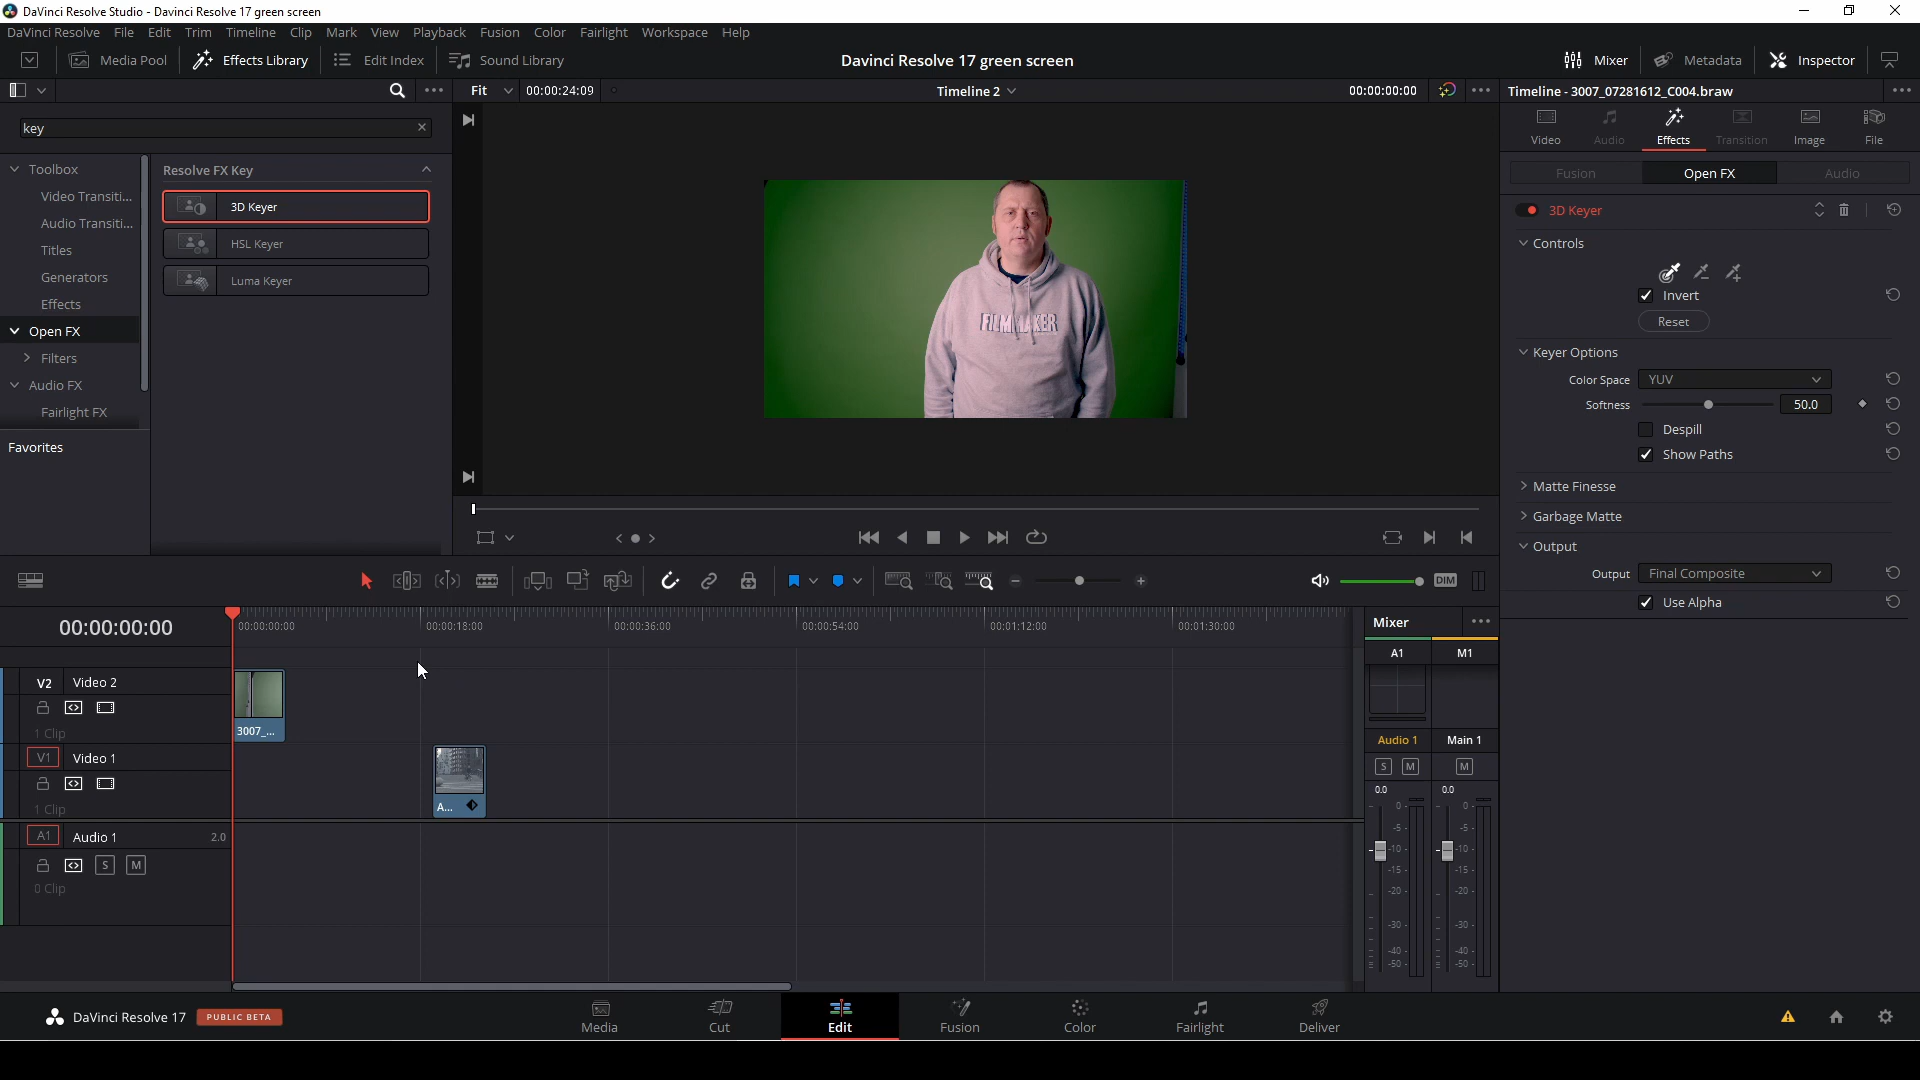 DaVinci Resolve Studio - Davinci Resolve 17 green screen
DaVinci Resolve File Edit Trim Timeline Clip Mark View Playback Fusion Color Fairlight Workspace Help
Media Pool Effects Library Edit Index Sound Library Davinci Resolve 17 green screen Mixer Metadata Inspector
Fit 00:00:24:09 Timeline 2 00:00:00:00 Timeline - 3007_07281612_C004.braw
key
Video Audio Effects Transition Image File
Toolbox
Video Transiti...
Audio Transiti...
Titles
Generators
Effects
Open FX
Filters
Audio FX
Fairlight FX
Favorites
Resolve FX Key
3D Keyer
HSL Keyer
Luma Keyer
FILMMAKER
Fusion Open FX Audio
3D Keyer
Controls
Invert
Reset
Keyer Options
Color Space YUV
Softness 50.0
Despill
Show Paths
Matte Finesse
Garbage Matte
Output
Output Final Composite
Use Alpha
DIM
00:00:00:00
00:00:00:00 00:00:18:00 00:00:36:00 00:00:54:00 00:01:12:00 00:01:30:00
V2 Video 2
1 Clip
3007_...
V1 Video 1
1 Clip
A...
A1 Audio 1 2.0
S M
0 Clip
Mixer
A1 M1
Audio 1 Main 1
S M M
0.0 0.0
0- 0-
-5- -5-
-10- -10-
-15- -15-
-20- -20-
-30- -30-
-40- -40-
-50- -50-
DaVinci Resolve 17 PUBLIC BETA
Media Cut Edit Fusion Color Fairlight Deliver